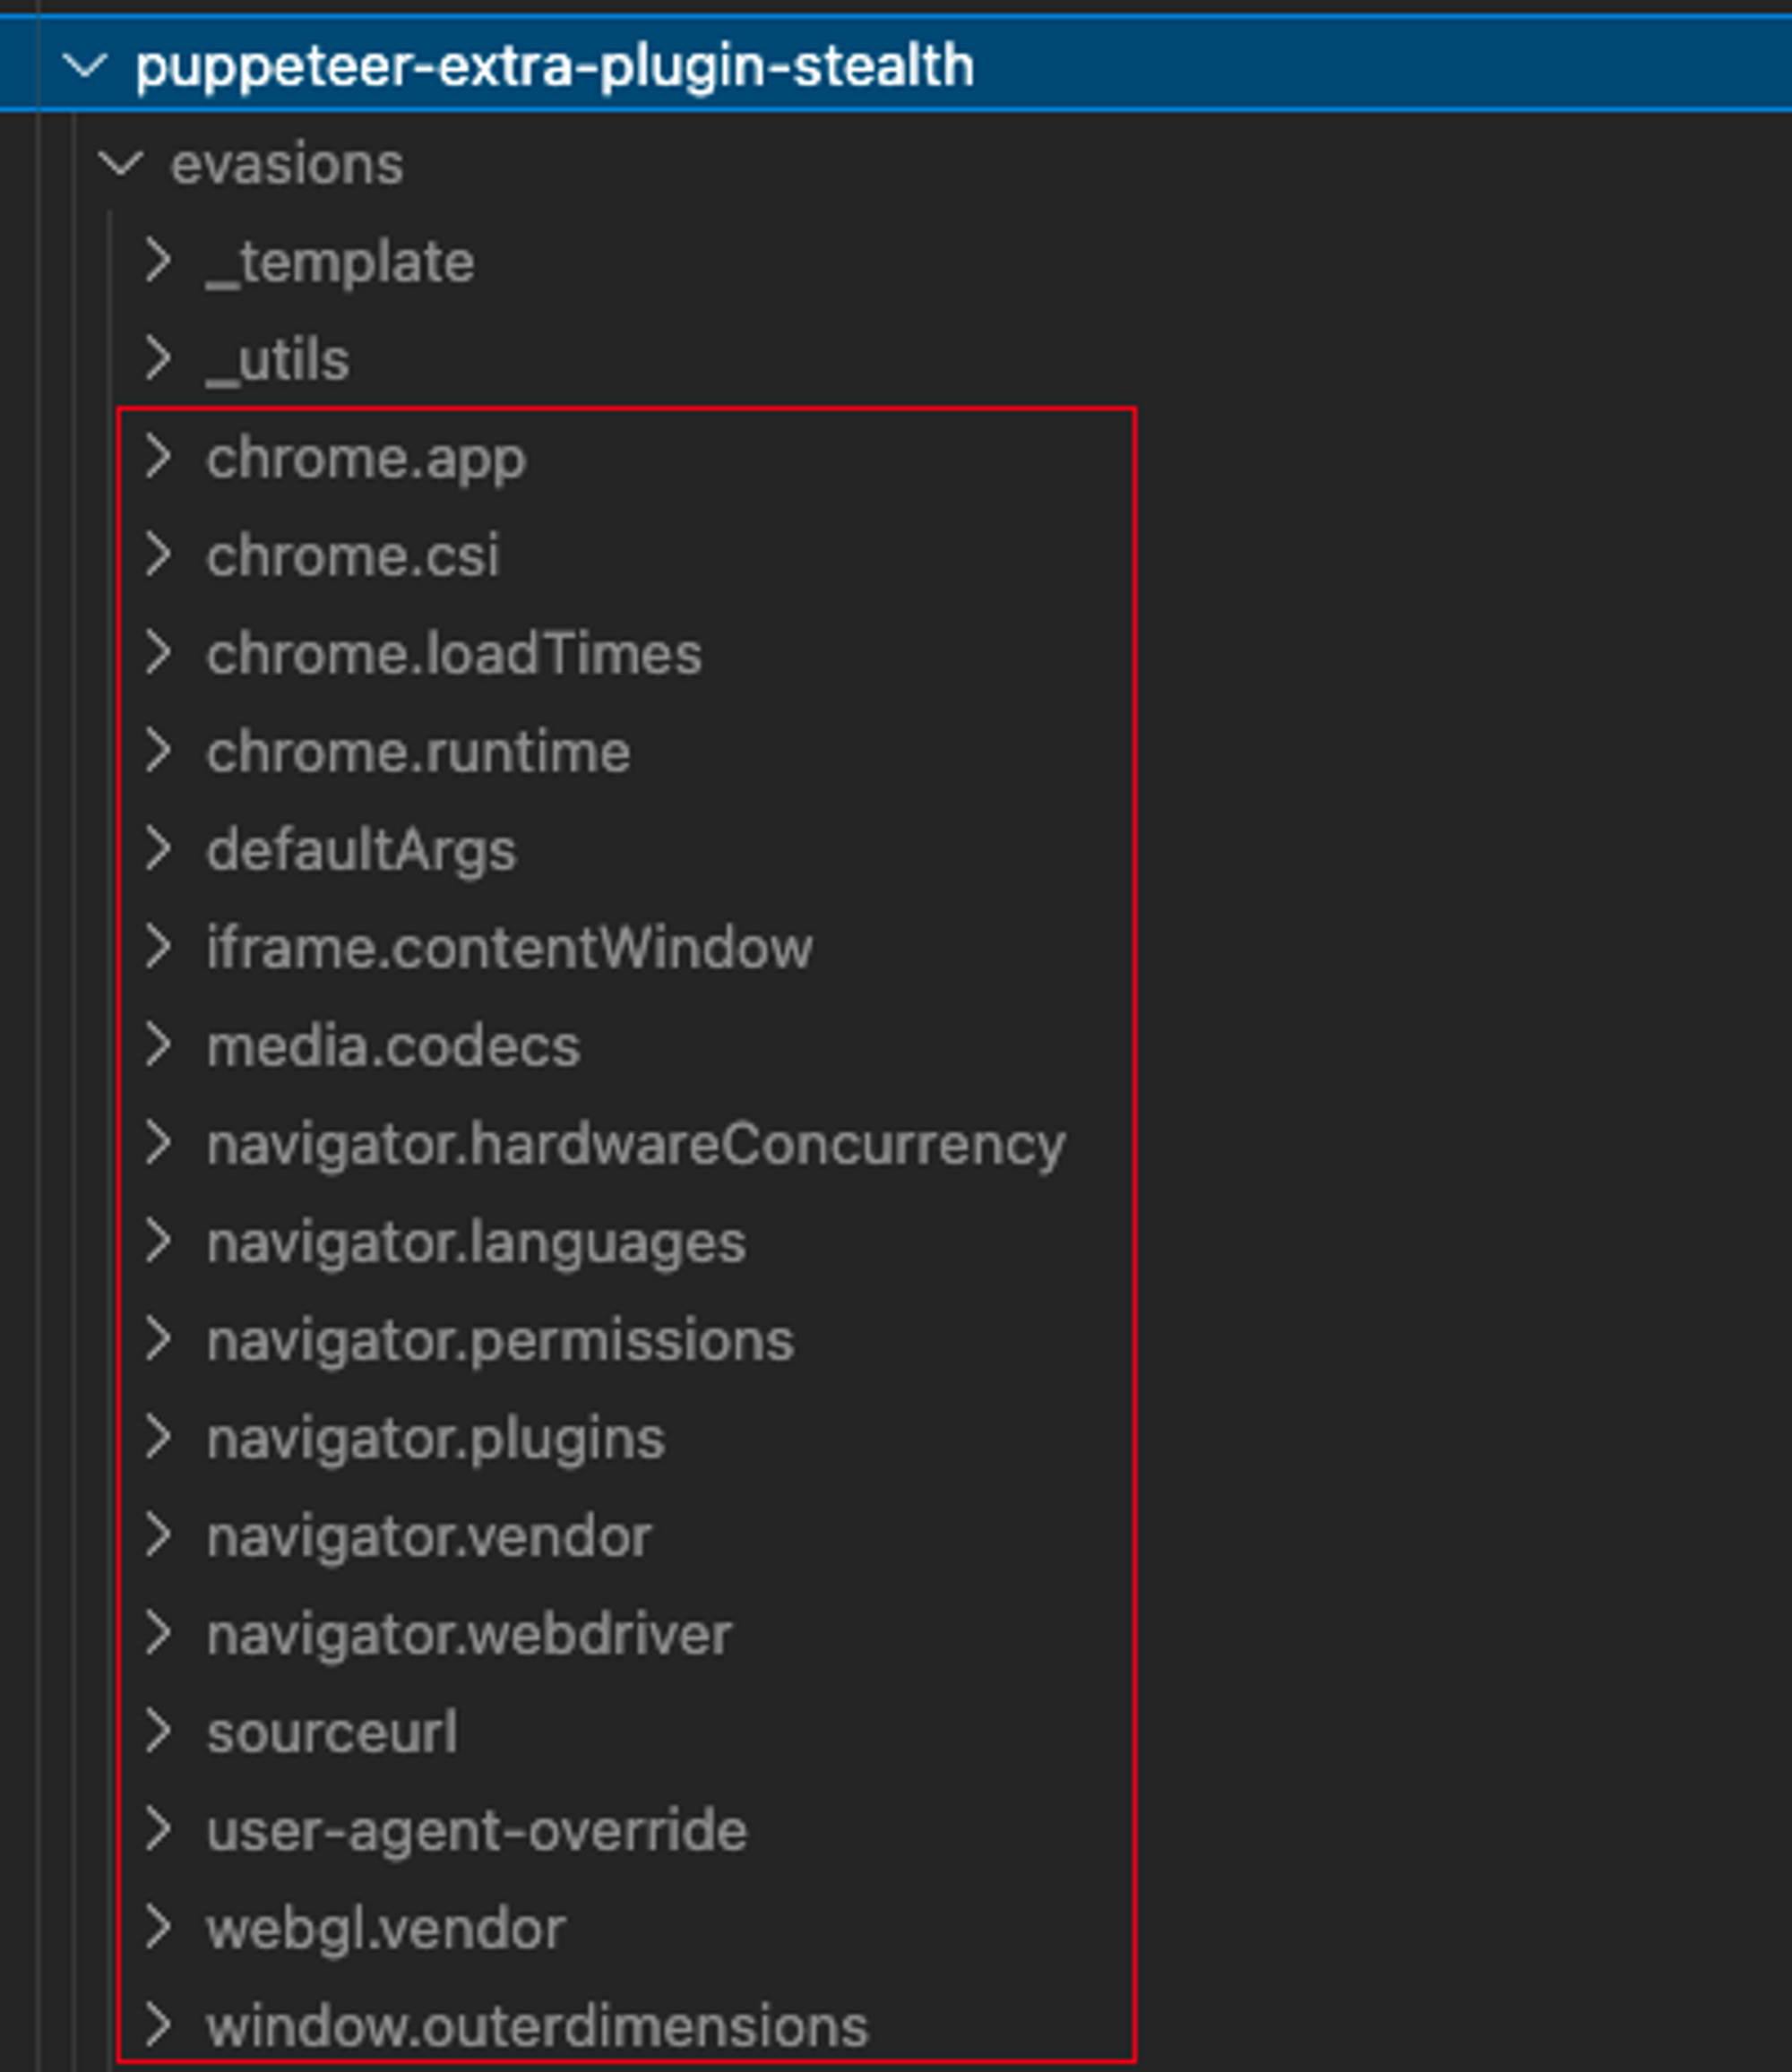 puppeteer-extra-plugin-stealth
evasions
_template
_utils
chrome.app
chrome.csi
chrome.loadTimes
chrome.runtime
defaultArgs
iframe.contentWindow
media.codecs
navigator.hardwareConcurrency
navigator.languages
navigator.permissions
navigator.plugins
navigator.vendor
navigator.webdriver
sourceurl
user-agent-override
webgl.vendor
window.outerdimensions